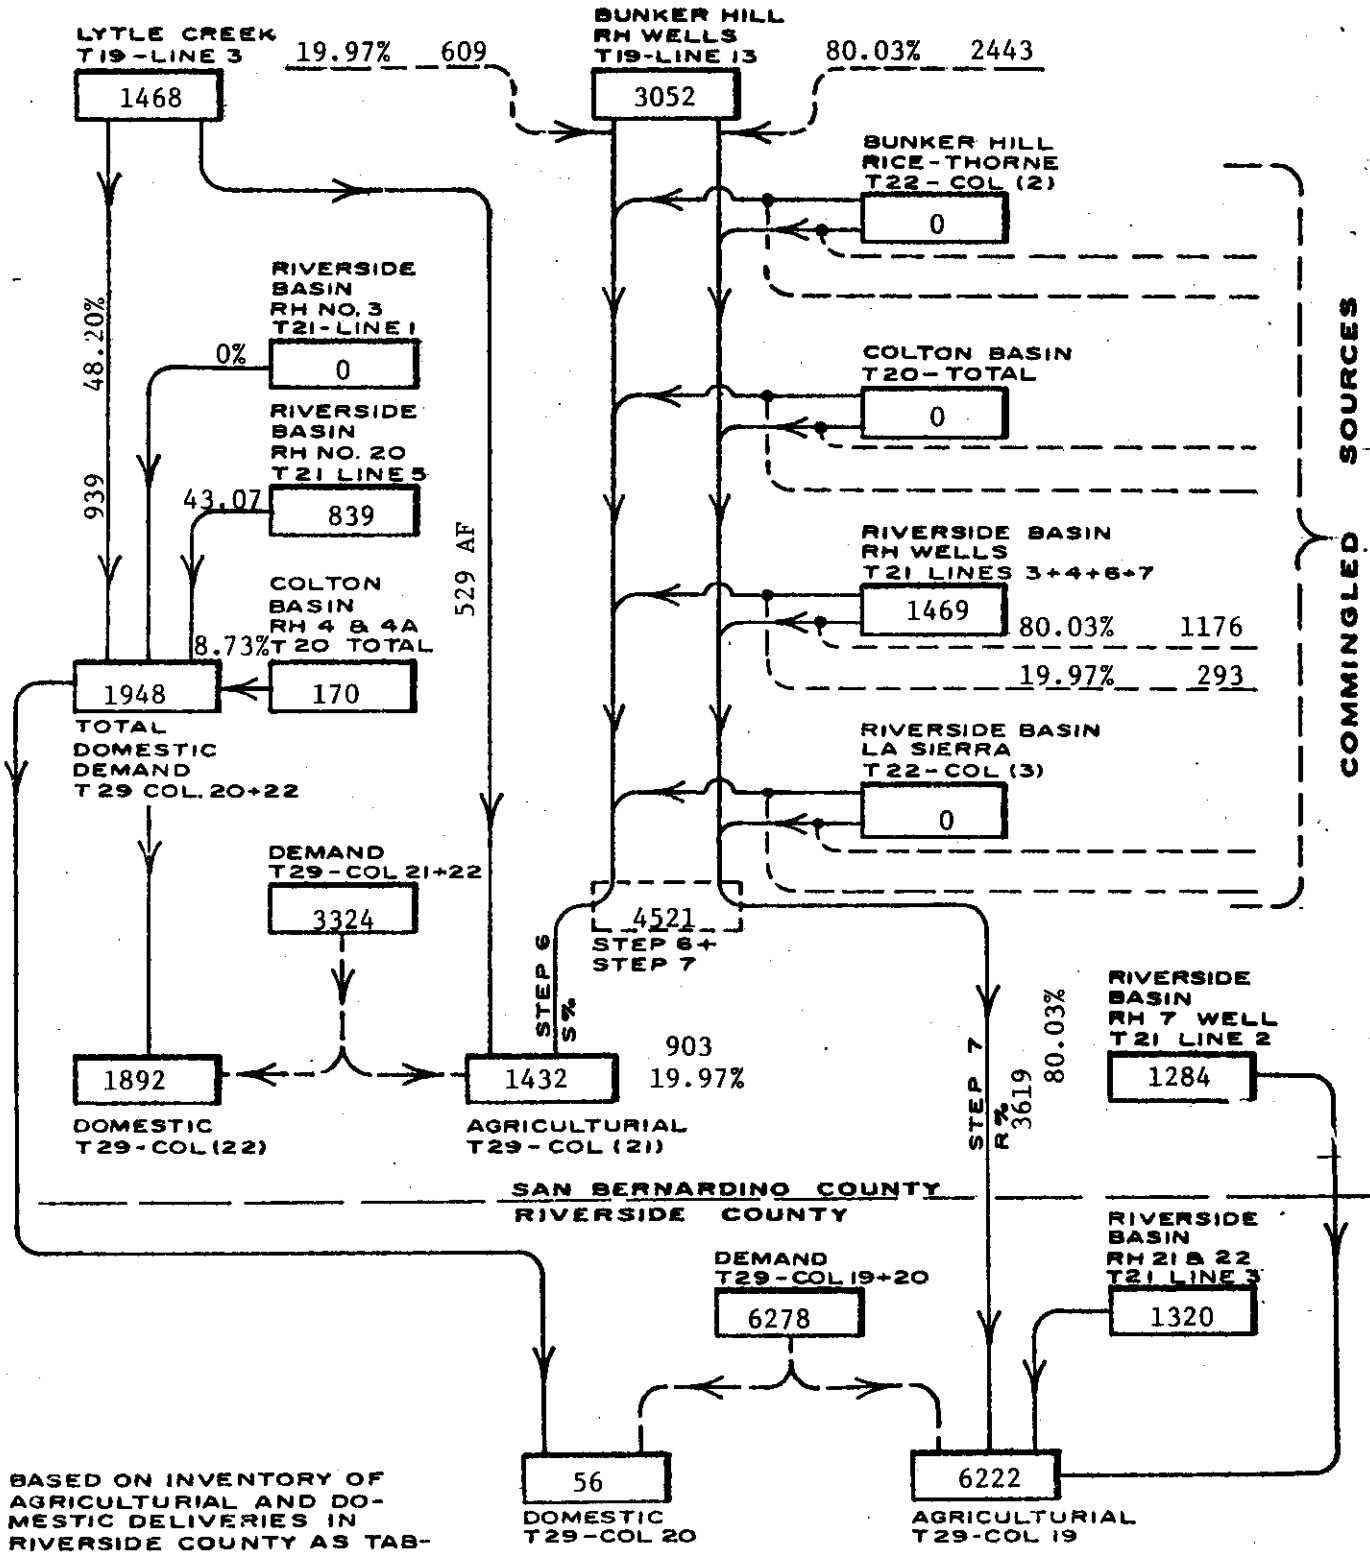 LYTLE CREEK
T19-LINE 3
1468
19.97% 609
BUNKER HILL
RH WELLS
T19-LINE 13
3052
80.03% 2443
BUNKER HILL
RICE-THORNE
T22-COL (2)
0
RIVERSIDE
BASIN
RH NO. 3
T21-LINE 1
0
0%
48.20%
939
COLTON BASIN
T20-TOTAL
0
COMMINGLED SOURCES
RIVERSIDE
BASIN
RH NO. 20
T21 LINE 5
839
43.07
529 AF
RIVERSIDE BASIN
RH WELLS
T21 LINES 3+4+6+7
1469
80.03% 1176
19.97% 293
COLTON
BASIN
RH 4 & 4A
T20 TOTAL
170
8.73%
1948
TOTAL
DOMESTIC
DEMAND
T29 COL. 20+22
RIVERSIDE BASIN
LA SIERRA
T22-COL (3)
0
DEMAND
T29-COL 21+22
3324
4521
STEP 6+
STEP 7
STEP 6
S%
1892
DOMESTIC
T29-COL (22)
1432
AGRICULTURIAL
T29-COL (21)
903
19.97%
STEP 7
R%
3619
80.03%
RIVERSIDE
BASIN
RH 7 WELL
T21 LINE 2
1284
SAN BERNARDINO COUNTY
RIVERSIDE COUNTY
DEMAND
T29-COL 19+20
6278
RIVERSIDE
BASIN
RH 21 & 22
T21 LINE 3
1320
56
DOMESTIC
T29-COL 20
6222
AGRICULTURIAL
T29-COL 19
BASED ON INVENTORY OF
AGRICULTURIAL AND DO-
MESTIC DELIVERIES IN
RIVERSIDE COUNTY AS TAB-